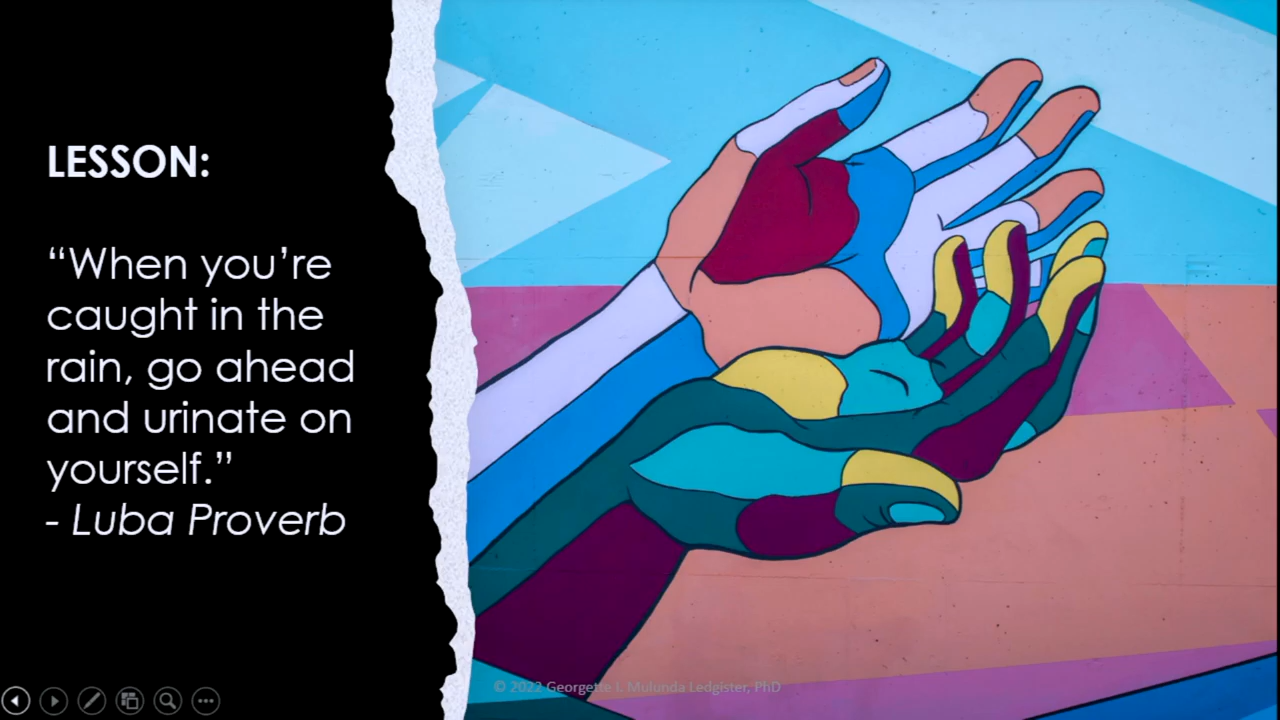 LESSON:
“When you’re
caught in the
rain, go ahead
and urinate on
yourself.”
- Luba Proverb
© 2022 Georgette I. Mulunda Ledgister, PhD